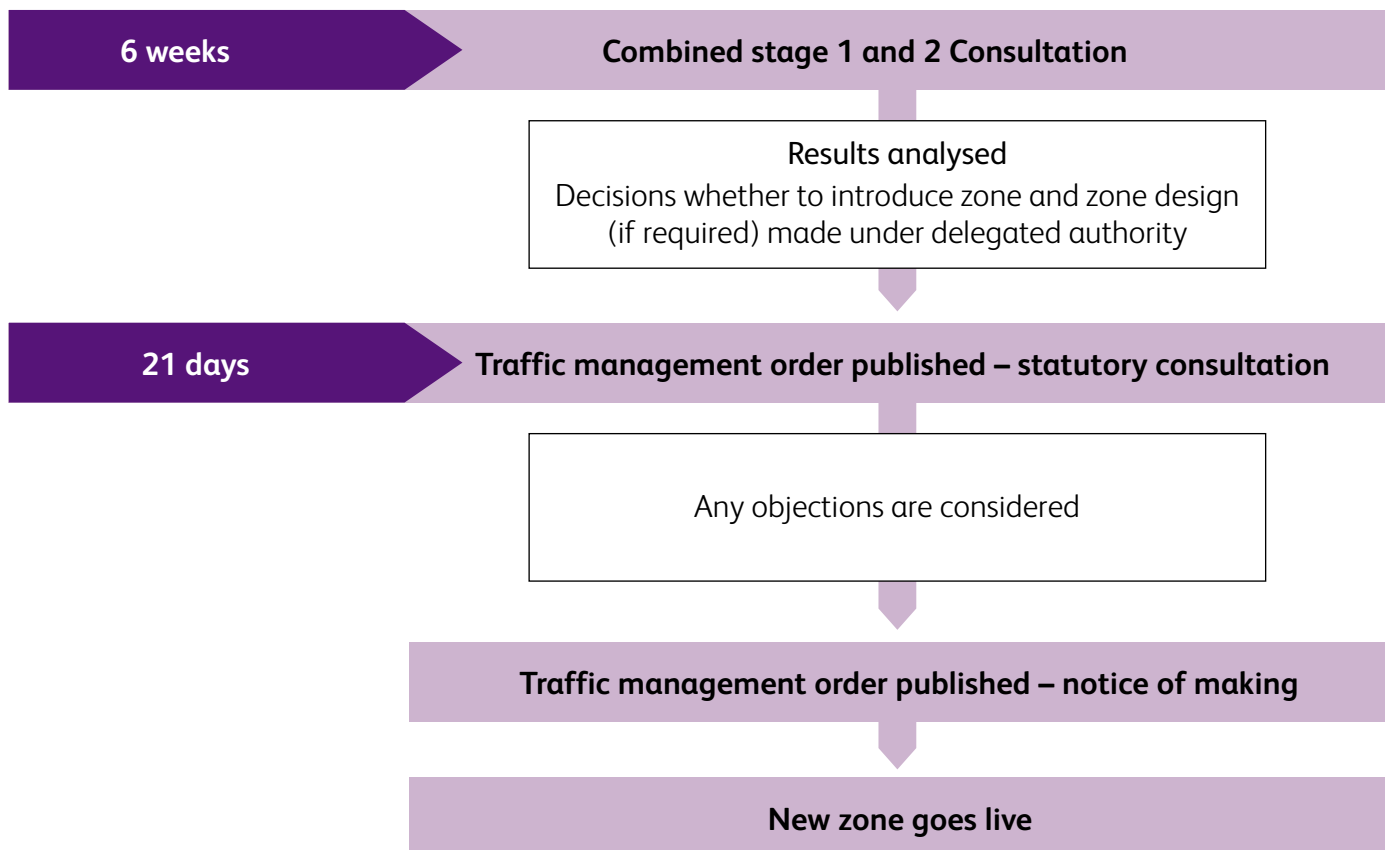 6 weeks
Combined stage 1 and 2 Consultation
Results analysed
Decisions whether to introduce zone and zone design
(if required) made under delegated authority
21 days
Traffic management order published – statutory consultation
Any objections are considered
Traffic management order published – notice of making
New zone goes live